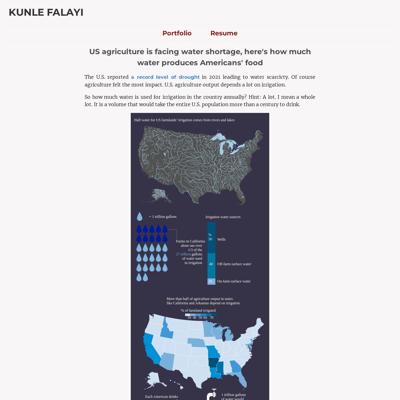 KUNLE FALAYI
Portfolio
Resume
US agriculture is facing water shortage, here's how much
water produces Americans' food
The U.S. reported a record level of drought in 2021 leading to water scarcity. Of course
agriculture felt the most impact. U.S. agriculture output depends a lot on irrigation.
So how much water is used for irrigation in the country annually? Hint: A lot, I mean a whole
lot. It is a volume that would take the entire U.S. population more than a century to drink.
Half water for US farmlands' irrigation comes from rivers and lakes
= 1 million gallons
Irrigation water sources
Farms in California
alone use over
1/3 of the
27 million gallons
of water used
in irrigation
Wells
Off-farm surface water
On-farm surface water
More than half of agriculture output in states
like California and Arkansas depend on irrigation
% of farmland irrigated
Each American drinks
1 million gallons
of water would